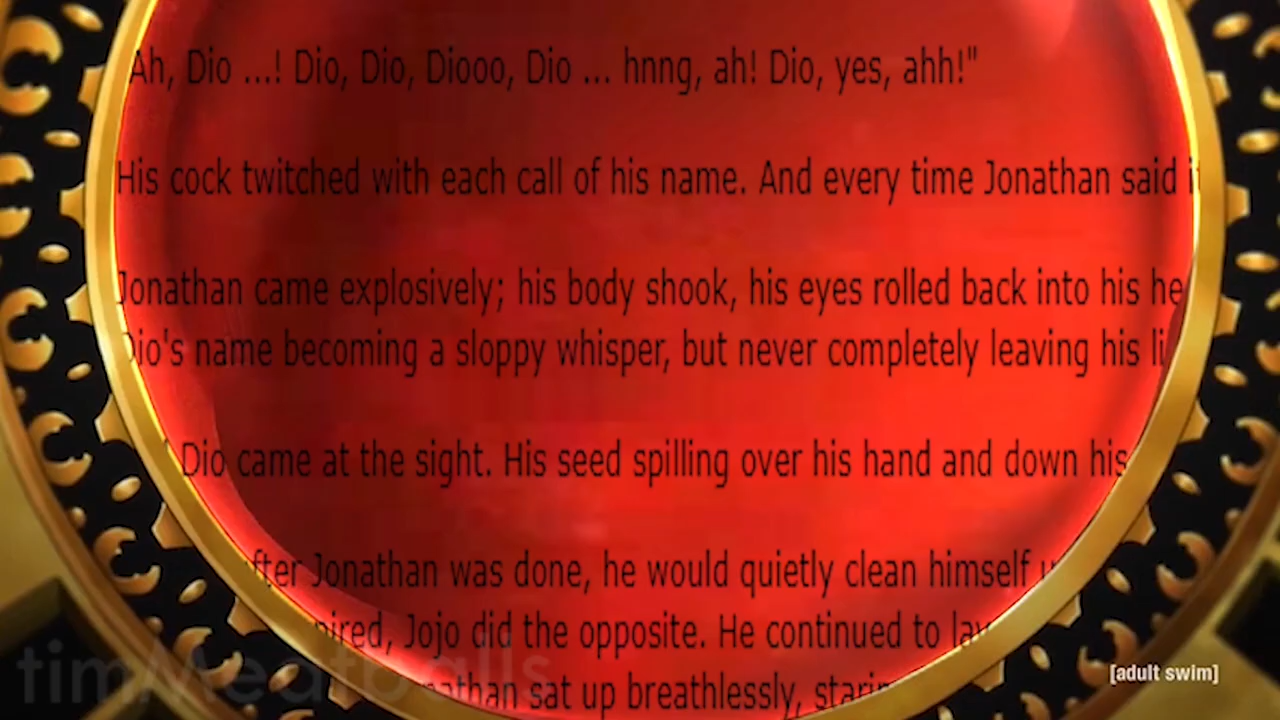 Ah, Dio ...! Dio, Dio, Diooo, Dio ... hnng, ah! Dio, yes, ahh!"
His cock twitched with each call of his name. And every time Jonathan said
Jonathan came explosively; his body shook, his eyes rolled back into his
Dio's name becoming a sloppy whisper, but never completely leaving his
Dio came at the sight. His seed spilling over his hand and down his
Jonathan was done, he would quietly clean himself
Jojo did the opposite. He continued to
sat up breathlessly,
timMeatballs
[adult swim]